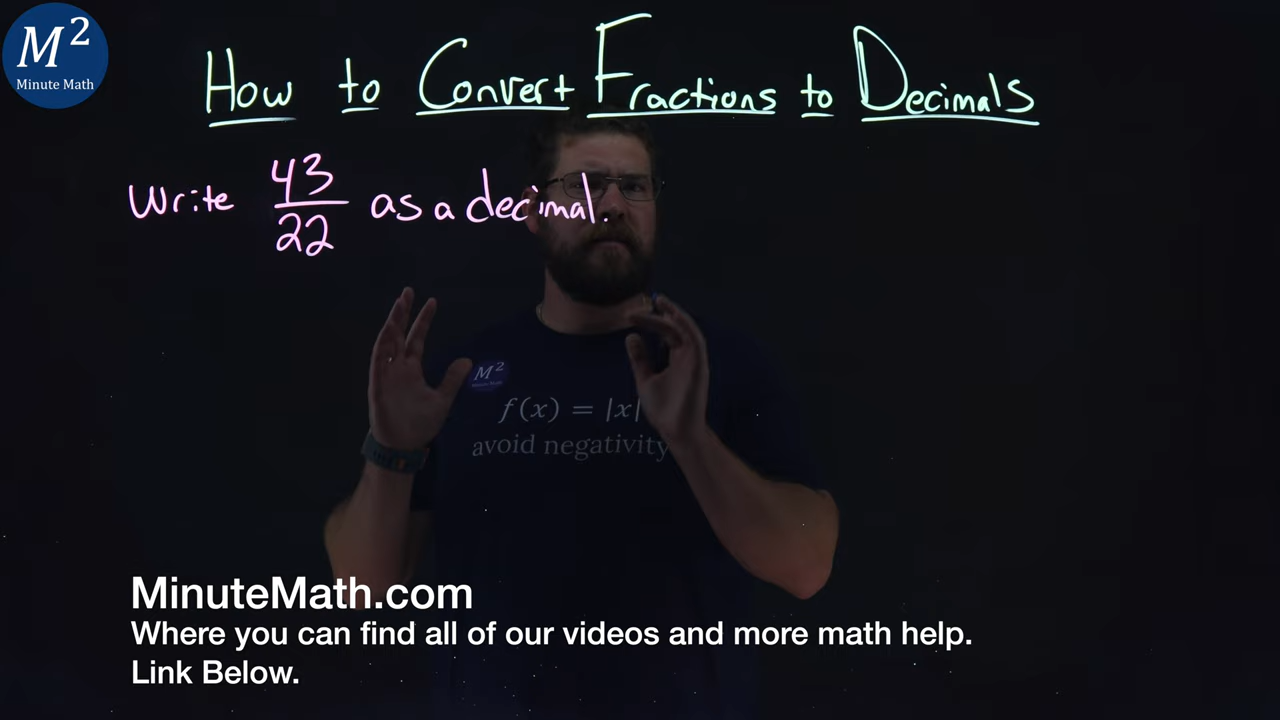 M²
Minute Math
How to Convert Fractions to Decimals
Write 43/22 as a decimal.
M²
Minute Math
f(x) = |x|
avoid negativity
MinuteMath.com
Where you can find all of our videos and more math help.
Link Below.